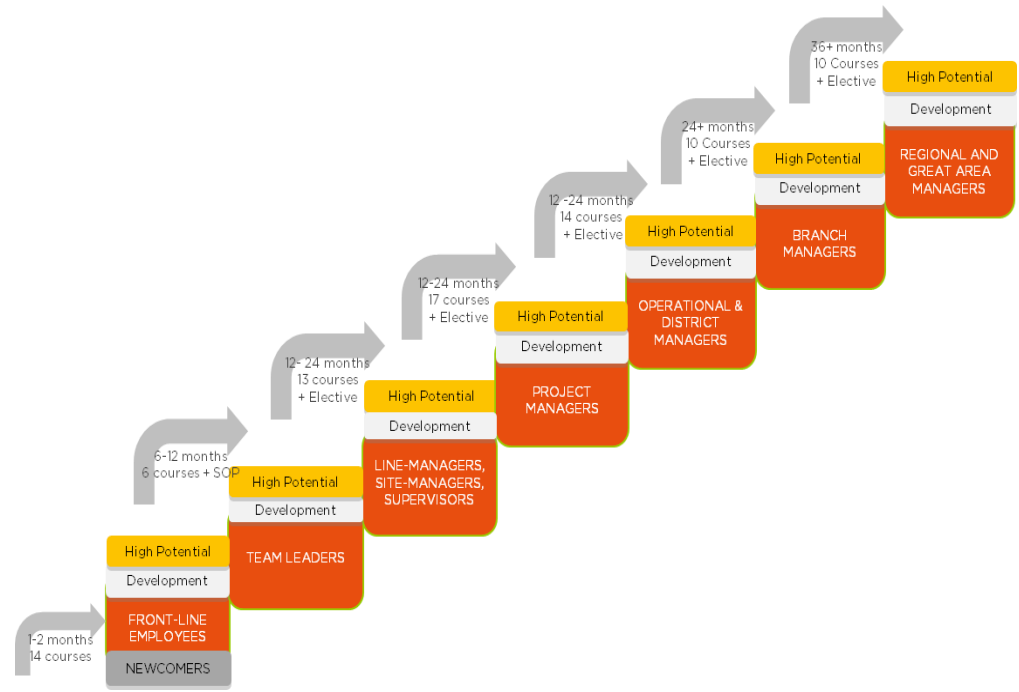 36+ months
10 Courses
+ Elective
High Potential
Development
REGIONAL AND
GREAT AREA
MANAGERS
24+ months
10 Courses
+ Elective
High Potential
Development
BRANCH
MANAGERS
12 -24 months
14 courses
+ Elective
High Potential
Development
OPERATIONAL &
DISTRICT
MANAGERS
12-24 months
17 courses
+ Elective
High Potential
Development
PROJECT
MANAGERS
12- 24 months
13 courses
+ Elective
High Potential
Development
LINE-MANAGERS,
SITE-MANAGERS,
SUPERVISORS
6-12 months
6 courses + SOP
High Potential
Development
TEAM LEADERS
High Potential
Development
FRONT-LINE
EMPLOYEES
1-2 months
14 courses
NEWCOMERS